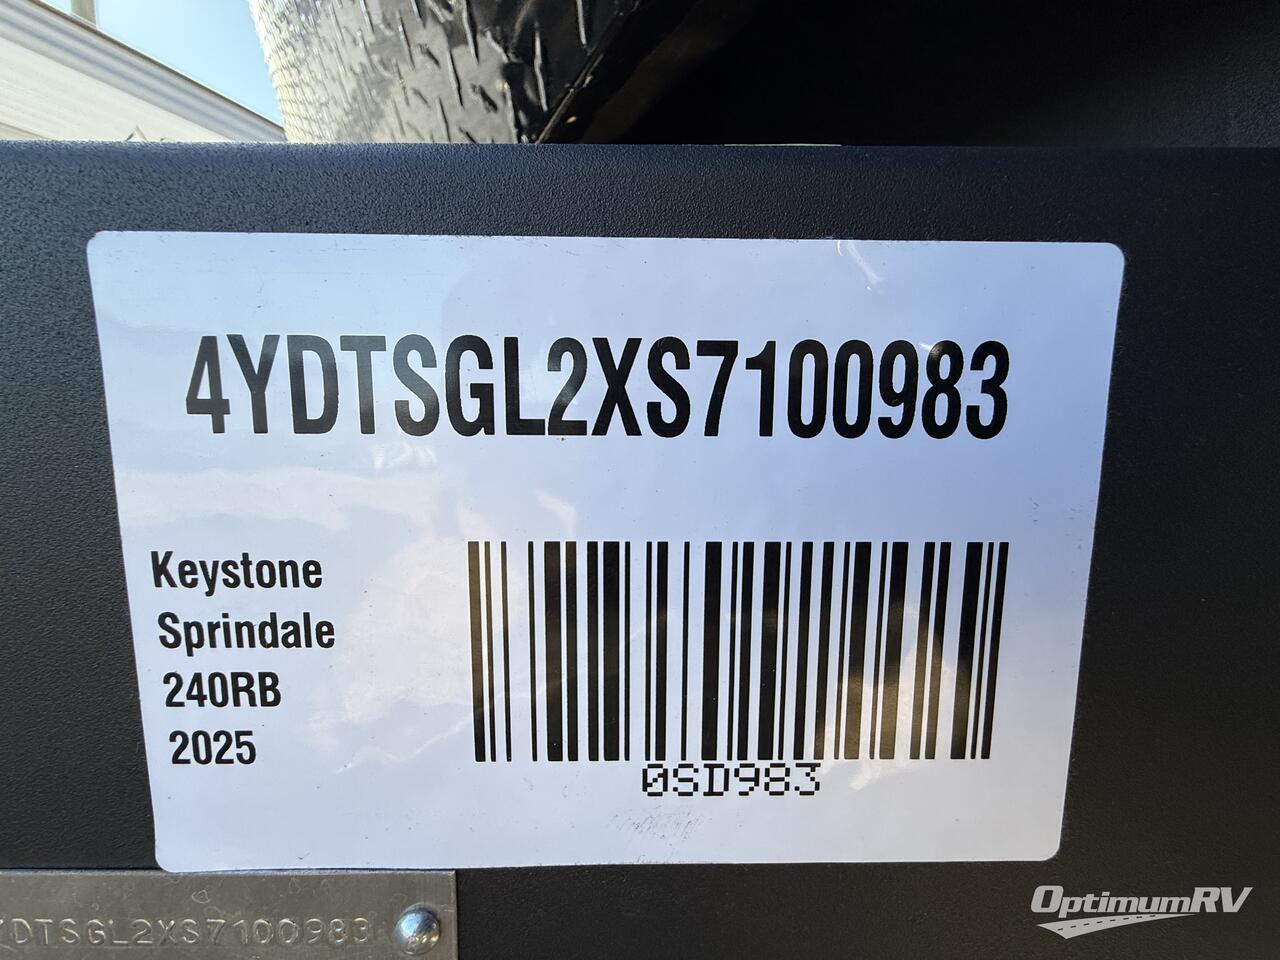 4YDTSGL2XS7100983
Keystone
Sprindale
240RB
2025
0SD983
YDTSGL2XS7100983
OptimumRV